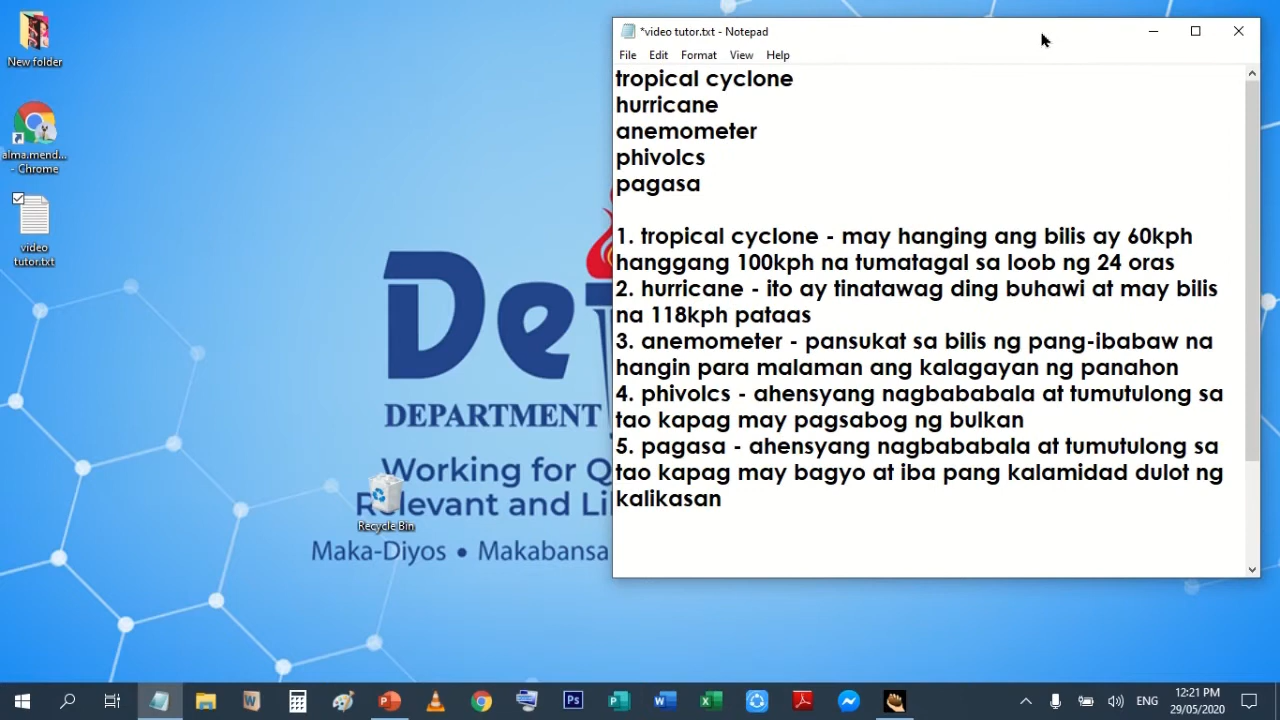 New folder
alma.mend...
- Chrome
video
tutor.txt
De
DEPARTMENT
Working for Q
Relevant and Li
Maka-Diyos • Makabansa
Recycle Bin
*video tutor.txt - Notepad
File Edit Format View Help
tropical cyclone
hurricane
anemometer
phivolcs
pagasa
1. tropical cyclone - may hanging ang bilis ay 60kph
hanggang 100kph na tumatagal sa loob ng 24 oras
2. hurricane - ito ay tinatawag ding buhawi at may bilis
na 118kph pataas
3. anemometer - pansukat sa bilis ng pang-ibabaw na
hangin para malaman ang kalagayan ng panahon
4. phivolcs - ahensyang nagbababala at tumutulong sa
tao kapag may pagsabog ng bulkan
5. pagasa - ahensyang nagbababala at tumutulong sa
tao kapag may bagyo at iba pang kalamidad dulot ng
kalikasan
ENG
12:21 PM
29/05/2020